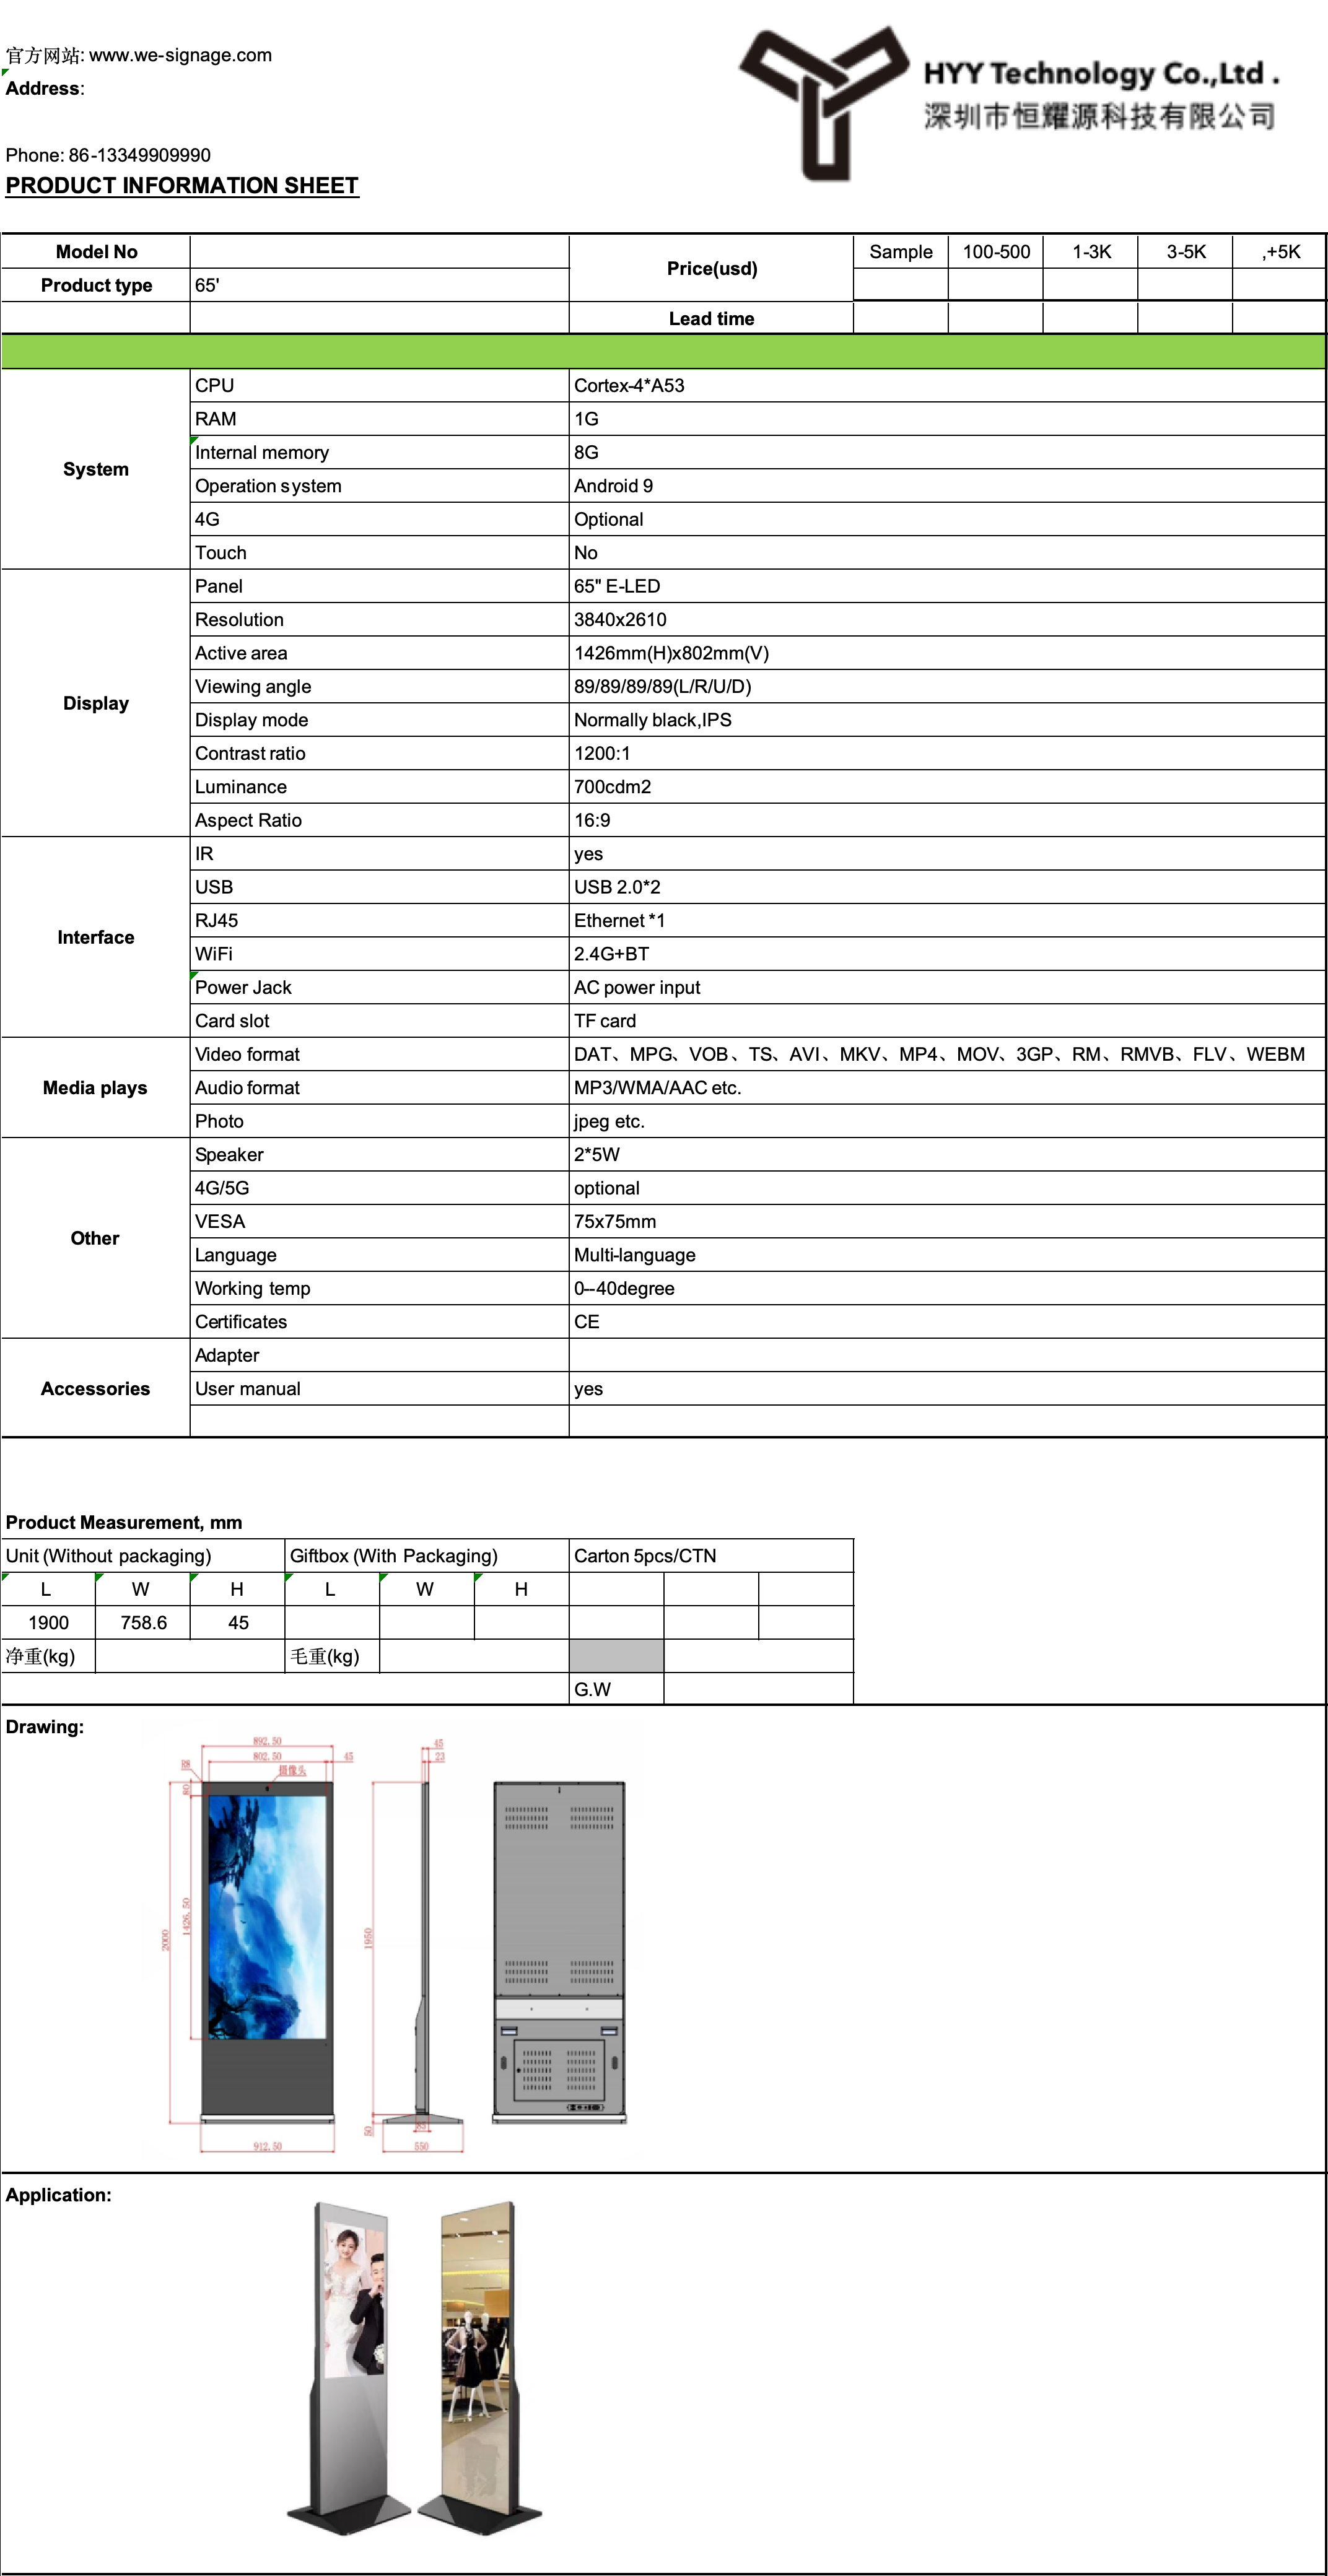 官方网站: www.we-signage.com
Address:
Phone: 86-13349909990
PRODUCT INFORMATION SHEET
HYY Technology Co.,Ltd .
深圳市恒耀源科技有限公司
Model No
Price(usd) Sample 100-500 1-3K 3-5K ,+5K
Product type 65'
Lead time
System
CPU Cortex-4*A53
RAM 1G
Internal memory 8G
Operation system Android 9
4G Optional
Touch No
Display
Panel 65" E-LED
Resolution 3840x2610
Active area 1426mm(H)x802mm(V)
Viewing angle 89/89/89/89(L/R/U/D)
Display mode Normally black,IPS
Contrast ratio 1200:1
Luminance 700cdm2
Aspect Ratio 16:9
Interface
IR yes
USB USB 2.0*2
RJ45 Ethernet *1
WiFi 2.4G+BT
Power Jack AC power input
Card slot TF card
Media plays
Video format DAT、MPG、VOB、TS、AVI、MKV、MP4、MOV、3GP、RM、RMVB、FLV、WEBM
Audio format MP3/WMA/AAC etc.
Photo jpeg etc.
Other
Speaker 2*5W
4G/5G optional
VESA 75x75mm
Language Multi-language
Working temp 0--40degree
Certificates CE
Accessories
Adapter
User manual yes
Product Measurement, mm
Unit (Without packaging) Giftbox (With Packaging) Carton 5pcs/CTN
L W H L W H
1900 758.6 45
净重(kg) 毛重(kg)
G.W
Drawing:
892.50
802.50 45
R8
摄像头
80
1426.50
2000
912.50
45
23
1950
50
85
550
Application: